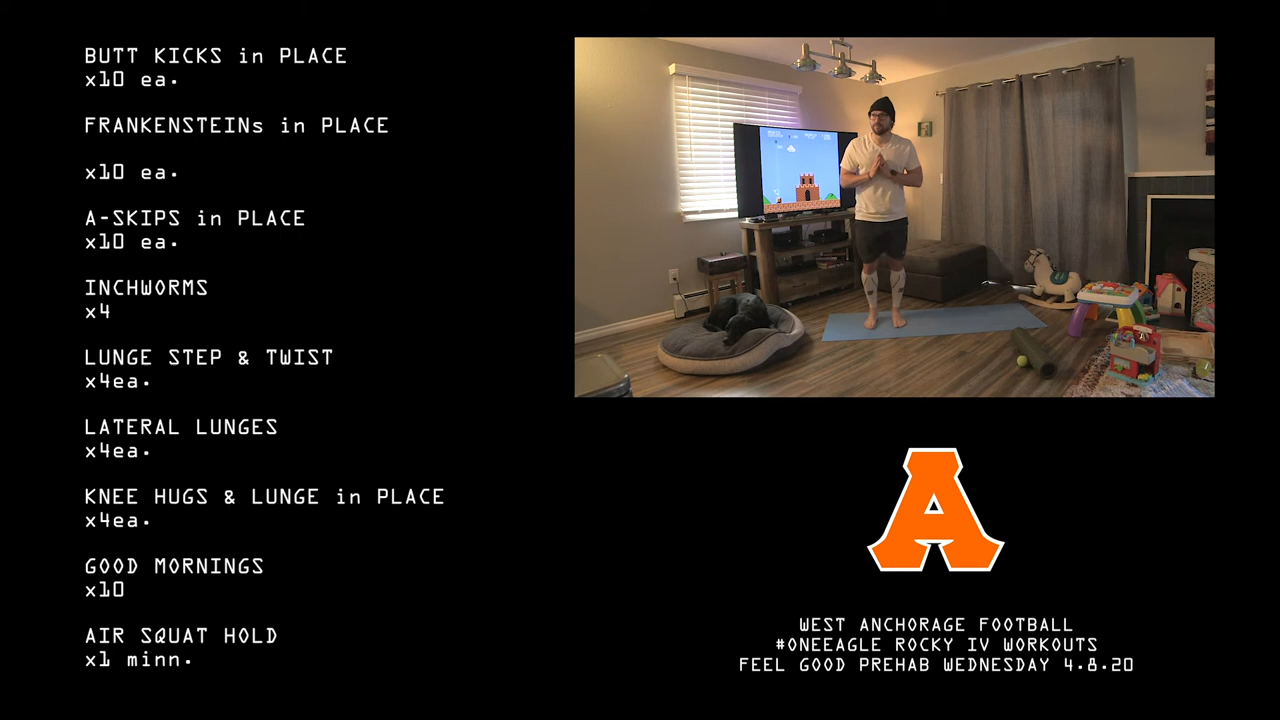 BUTT KICKS in PLACE
x10 ea.
FRANKENSTEINs in PLACE
x10 ea.
A-SKIPS in PLACE
x10 ea.
INCHWORMS
x4
LUNGE STEP & TWIST
x4ea.
LATERAL LUNGES
x4ea.
KNEE HUGS & LUNGE in PLACE
x4ea.
GOOD MORNINGS
x10
AIR SQUAT HOLD
x1 minn.
A
WEST ANCHORAGE FOOTBALL
#ONEEAGLE ROCKY IV WORKOUTS
FEEL GOOD PREHAB WEDNESDAY 4.8.20